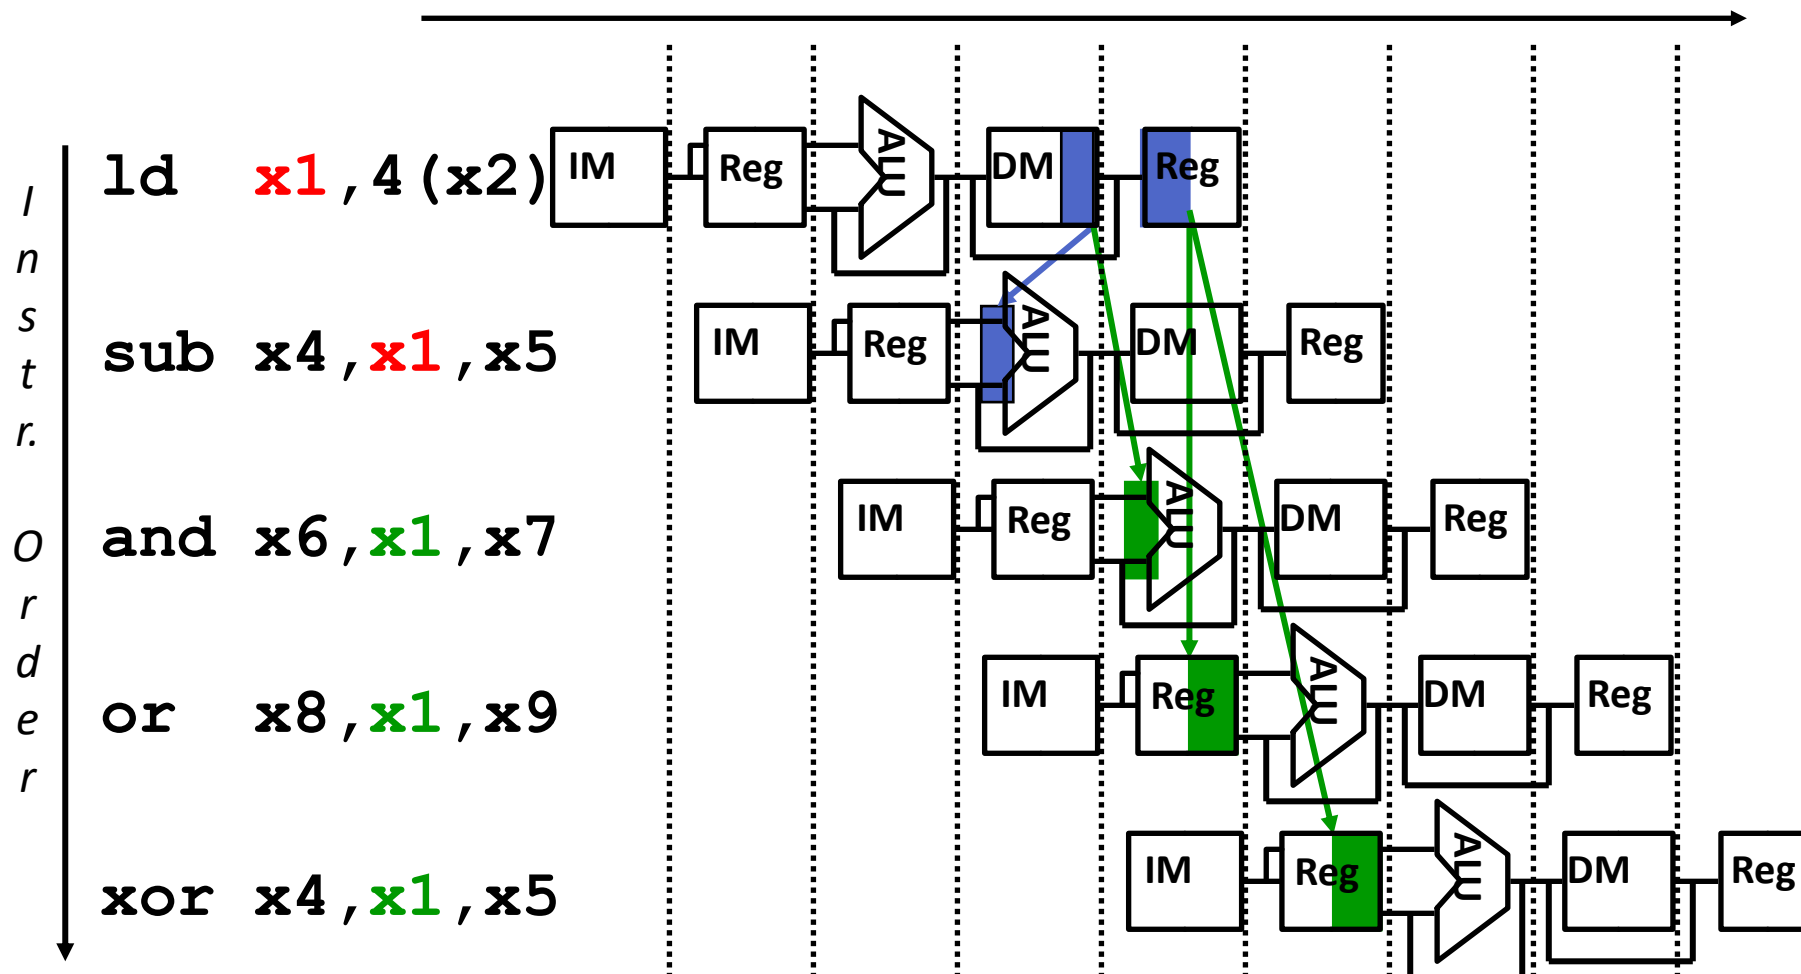 Instr. Order
ld x1,4(x2) IM Reg ALU DM Reg
sub x4,x1,x5 IM Reg ALU DM Reg
and x6,x1,x7 IM Reg ALU DM Reg
or x8,x1,x9 IM Reg ALU DM Reg
xor x4,x1,x5 IM Reg ALU DM Reg